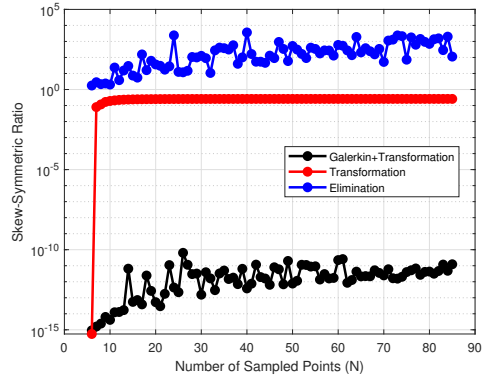 10^5
10^0
10^-5
10^-10
10^-15
Skew-Symmetric Ratio
Galerkin+Transformation
Transformation
Elimination
0 10 20 30 40 50 60 70 80 90
Number of Sampled Points (N)